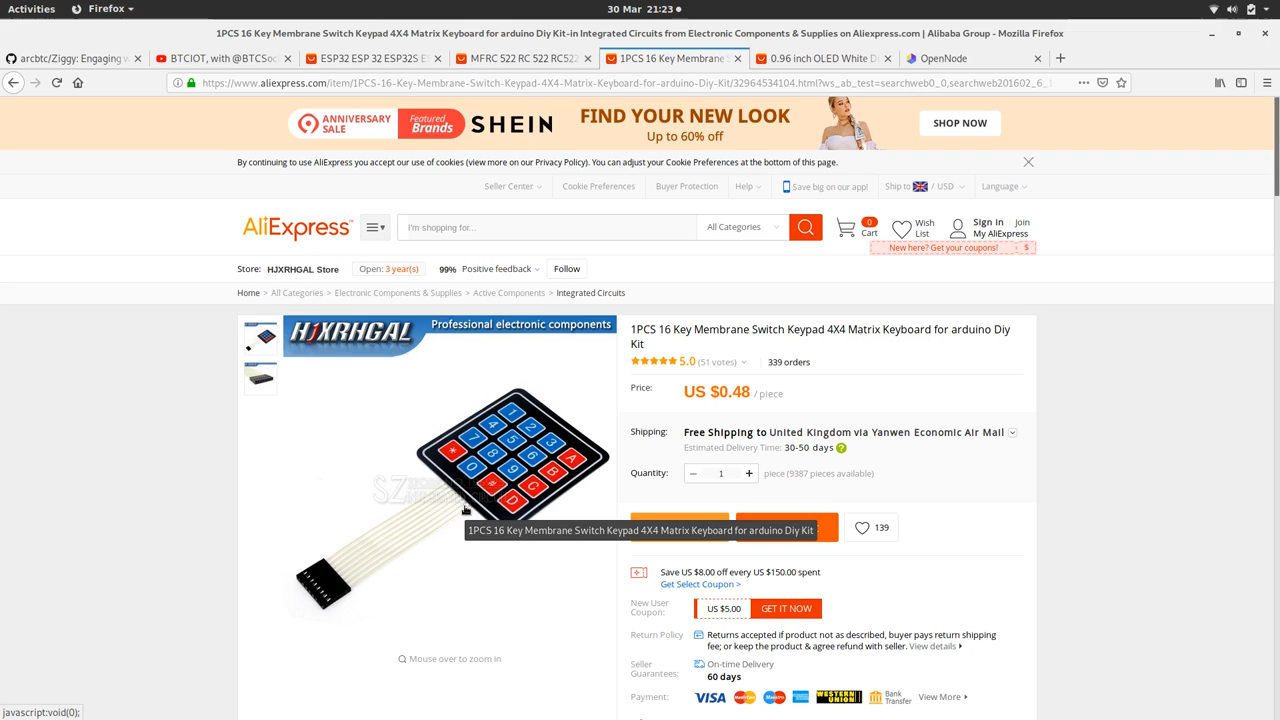 Activities Firefox 30 Mar 21:23
1PCS 16 Key Membrane Switch Keypad 4X4 Matrix Keyboard for arduino Diy Kit-in Integrated Circuits from Electronic Components & Supplies on Aliexpress.com | Alibaba Group - Mozilla Firefox
arcbtc/Ziggy: Engaging w BTCIOT, with @BTCSoc ESP32 ESP 32 ESP32S E MFRC 522 RC 522 RC522 1PCS 16 Key Membrane S 0.96 inch OLED White D OpenNode
https://www.aliexpress.com/item/1PCS-16-Key-Membrane-Switch-Keypad-4X4-Matrix-Keyboard-for-arduino-Diy-Kit/32964534104.html?ws_ab_test=searchweb0_0,searchweb201602_6_1
ANNIVERSARY SALE Featured Brands SHEIN FIND YOUR NEW LOOK
Up to 60% off SHOP NOW
By continuing to use AliExpress you accept our use of cookies (view more on our Privacy Policy). You can adjust your Cookie Preferences at the bottom of this page.
Seller Center Cookie Preferences Buyer Protection Help Save big on our app! Ship to / USD Language
AliExpress™ I'm shopping for... All Categories 0 Cart Wish List Sign in | Join My AliExpress
New here? Get your coupons! $
Store: HJXRHGAL Store Open: 3 year(s) 99% Positive feedback Follow
Home > All Categories > Electronic Components & Supplies > Active Components > Integrated Circuits
HJXRHGAL Professional electronic components
1 2 3 A
4 5 6 B
7 8 9 C
* 0 # D
Mouse over to zoom in
1PCS 16 Key Membrane Switch Keypad 4X4 Matrix Keyboard for arduino Diy
Kit
5.0 (51 votes) 339 orders
Price: US $0.48 / piece
Shipping: Free Shipping to United Kingdom via Yanwen Economic Air Mail
Estimated Delivery Time: 30-50 days ?
Quantity: − 1 + piece (9387 pieces available)
1PCS 16 Key Membrane Switch Keypad 4X4 Matrix Keyboard for arduino Diy Kit
139
Save US $8.00 off every US $150.00 spent
Get Select Coupon >
New User
Coupon: US $5.00 GET IT NOW
Return Policy Returns accepted if product not as described, buyer pays return shipping
fee; or keep the product & agree refund with seller. View details
Seller
Guarantees: On-time Delivery
60 days
Payment: VISA MasterCard Maestro WESTERN UNION Bank Transfer View More
javascript:void(0);